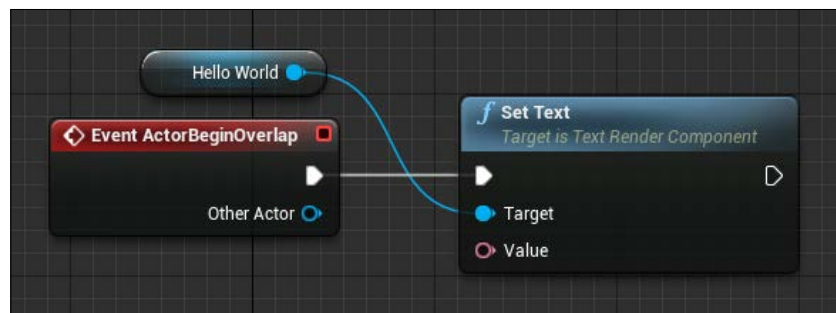 Hello World
Event ActorBeginOverlap
Other Actor
Set Text
Target is Text Render Component
Target
Value